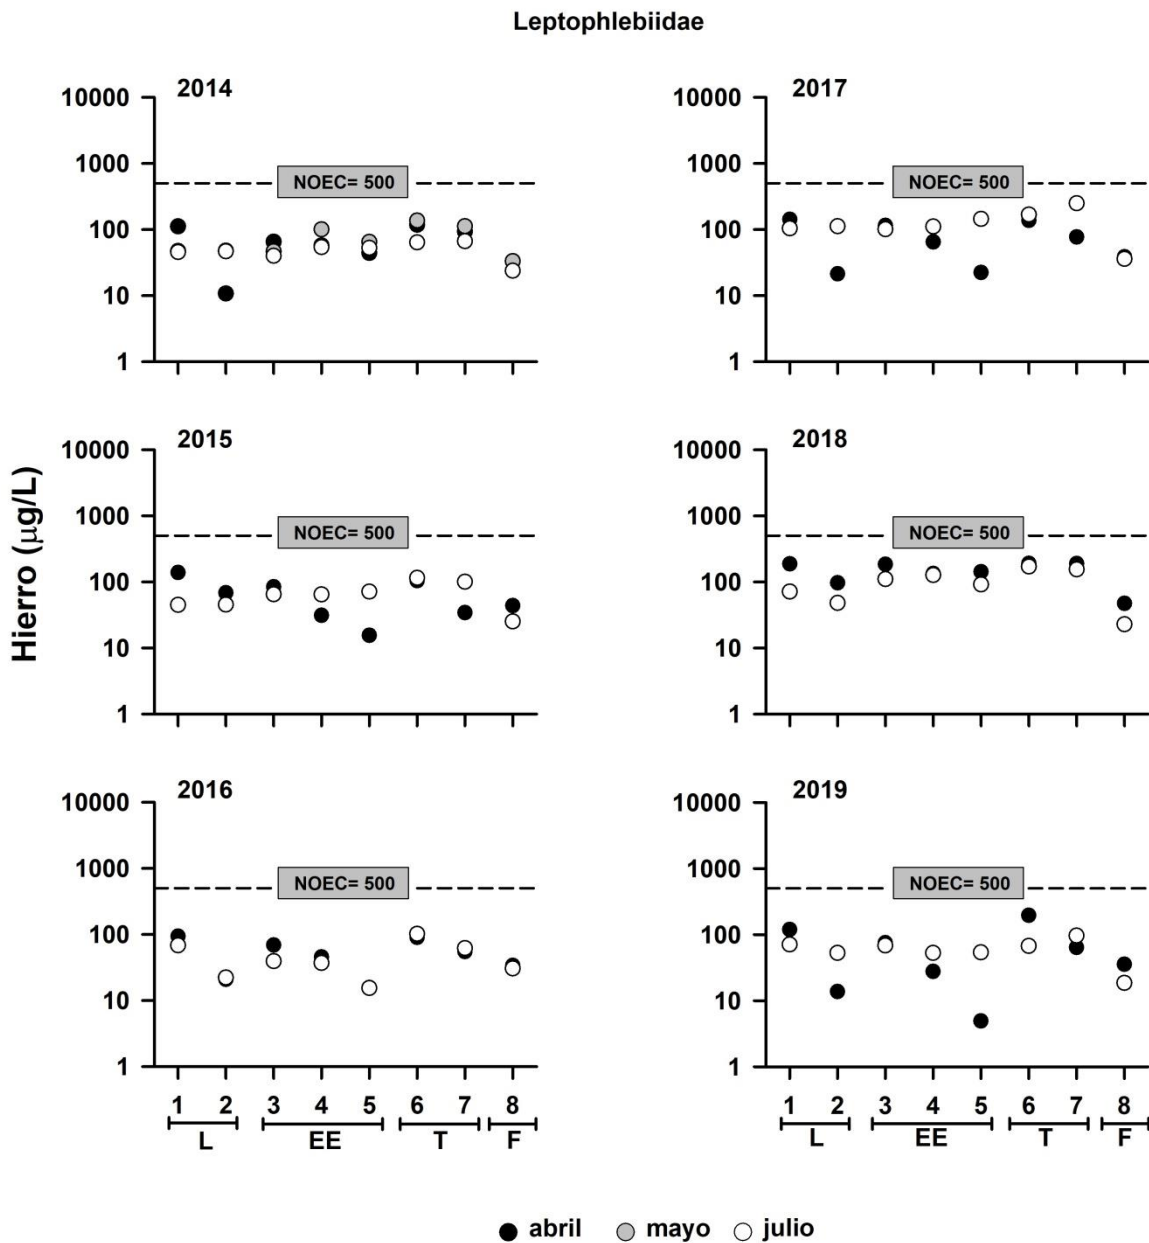 Leptophlebiidae
Hierro (µg/L)
2014
10000
1000
100
10
1
NOEC= 500
2017
10000
1000
100
10
1
NOEC= 500
2015
10000
1000
100
10
1
NOEC= 500
2018
10000
1000
100
10
1
NOEC= 500
2016
10000
1000
100
10
1
NOEC= 500
1 2 3 4 5 6 7 8
L EE T F
2019
10000
1000
100
10
1
NOEC= 500
1 2 3 4 5 6 7 8
L EE T F
abril mayo julio